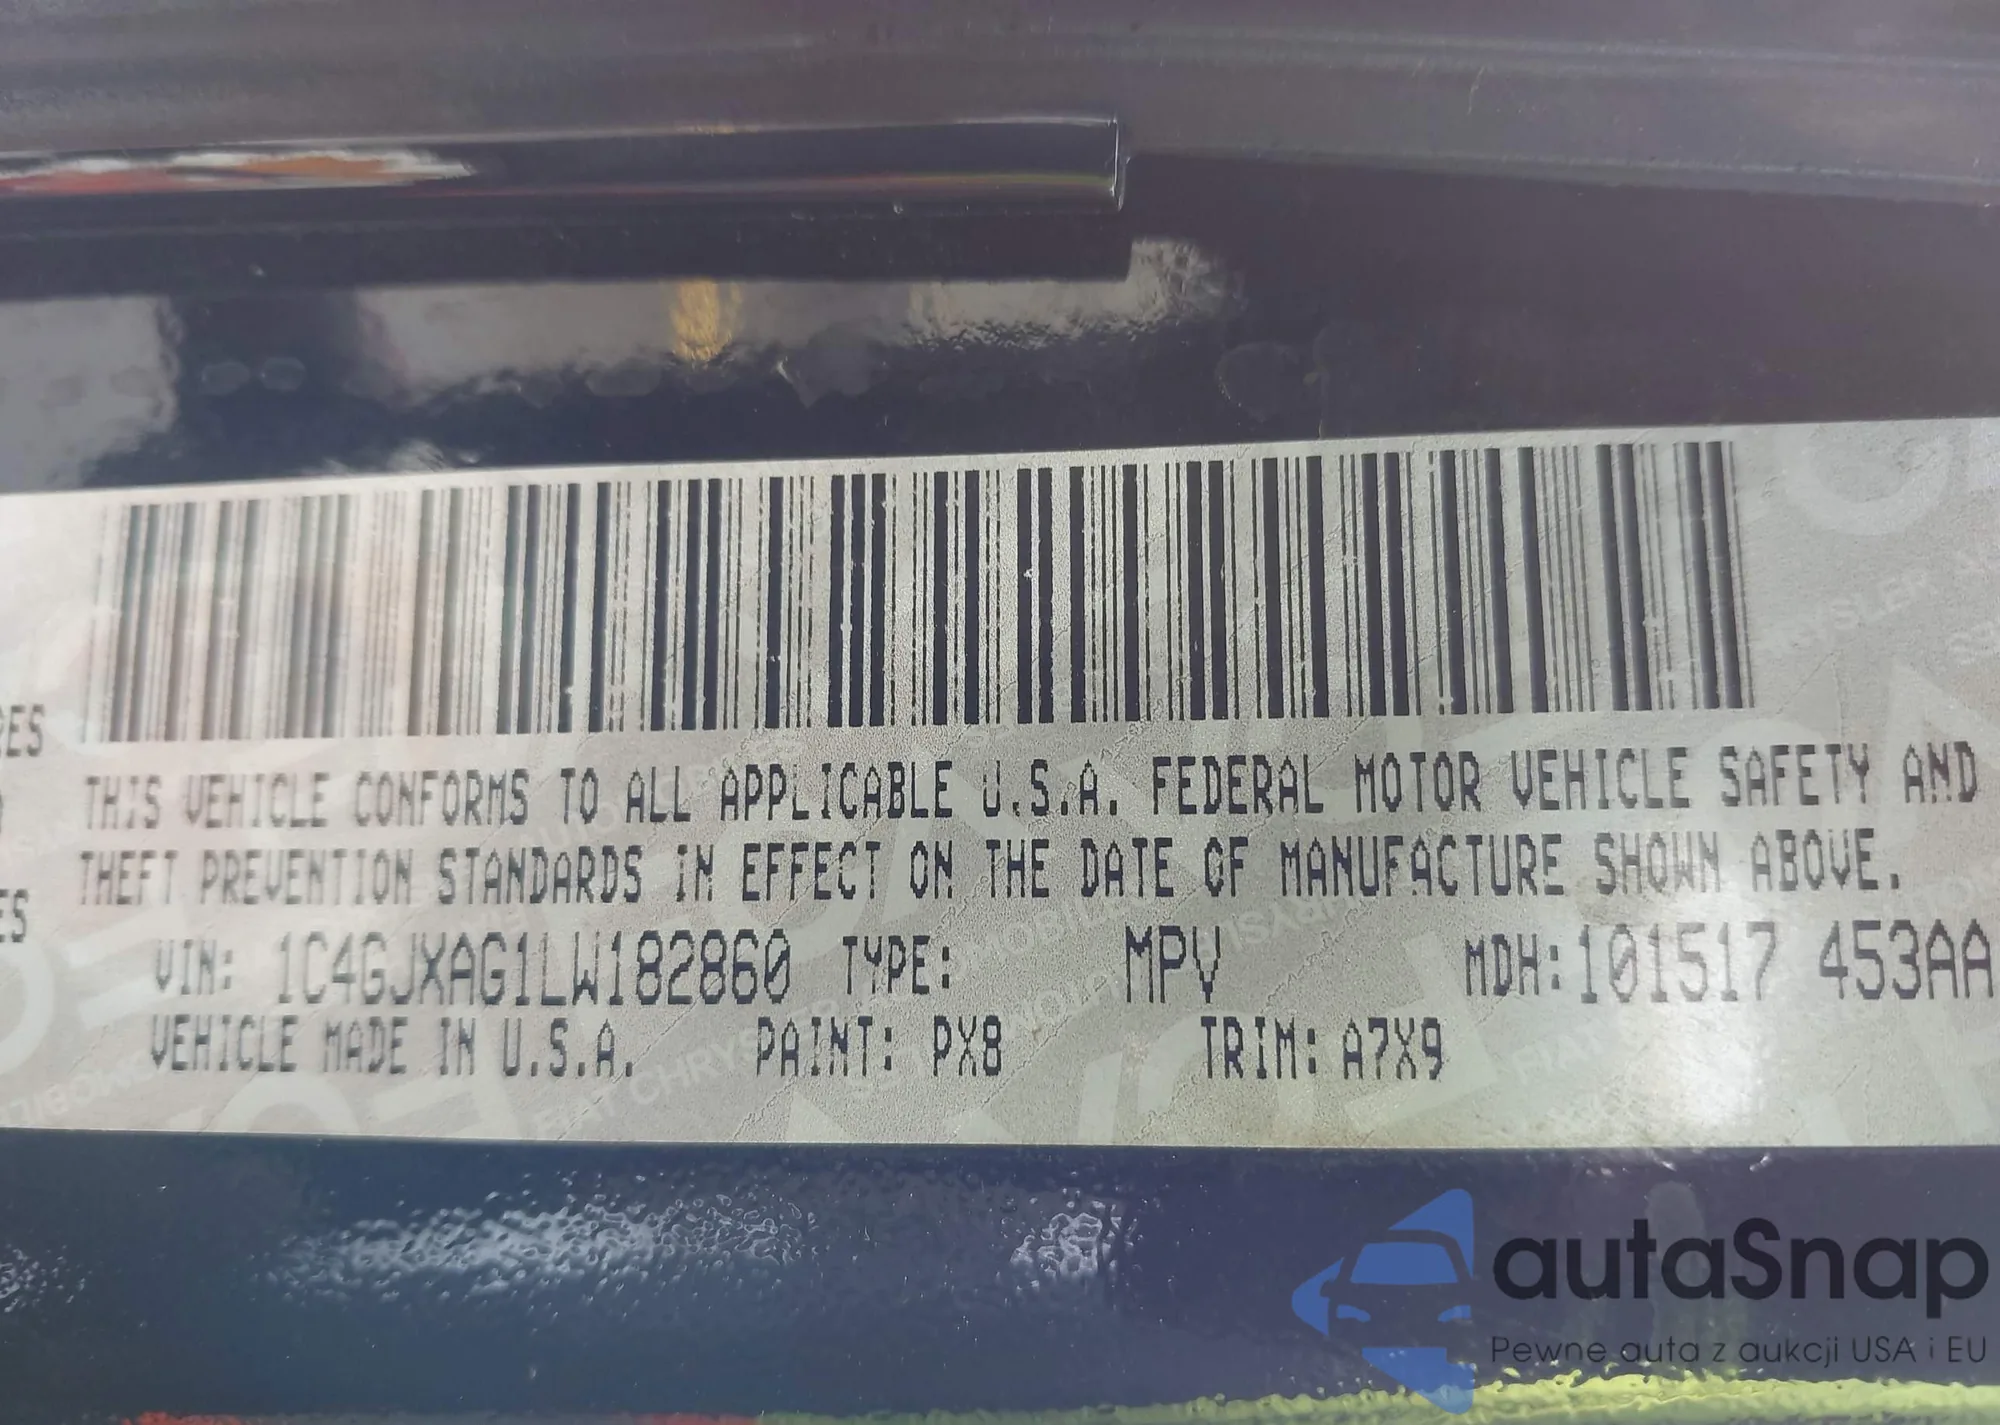 RES
ES
THIS VEHICLE CONFORMS TO ALL APPLICABLE U.S.A. FEDERAL MOTOR VEHICLE SAFETY AND
THEFT PREVENTION STANDARDS IN EFFECT ON THE DATE OF MANUFACTURE SHOWN ABOVE.
VIN: 1C4GJXAG1LW182860 TYPE: MPV MDH:101517 453AA
VEHICLE MADE IN U.S.A. PAINT: PX8 TRIM: A7X9
autaSnap
Pewne auta z aukcji USA i EU